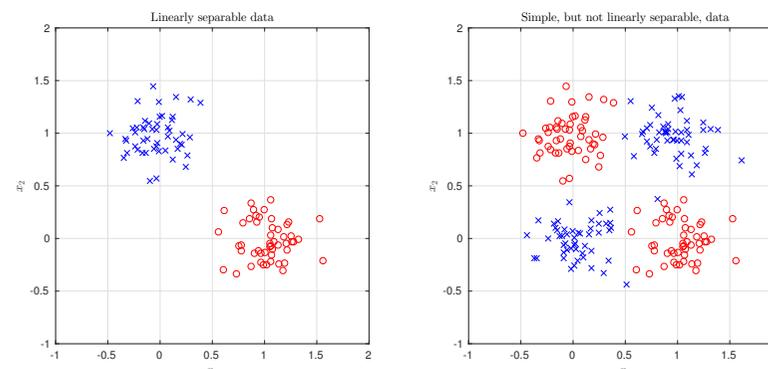 Linearly separable data
2
1.5
1
0.5
0
-0.5
-1
x2
-1 -0.5 0 0.5 1 1.5 2
Simple, but not linearly separable, data
2
1.5
1
0.5
0
-0.5
-1
x2
-1 -0.5 0 0.5 1 1.5